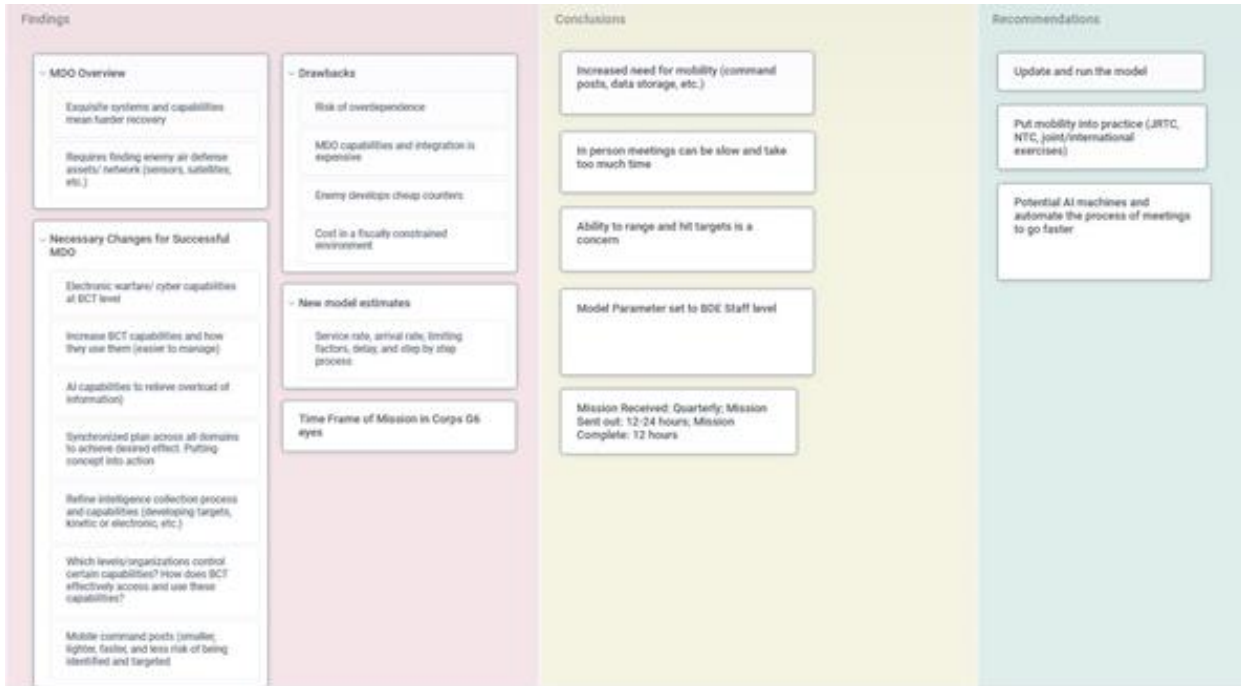 Findings
MDO Overview
Exquisite systems and capabilities
mean harder recovery
Requires finding enemy air defense
assets/ network (sensors, satellites,
etc.)
Necessary Changes for Successful
MDO
Electronic warfare/ cyber capabilities
at BCT level
Increase BCT capabilities and how
they use them (easier to manage)
AI capabilities to relieve overload of
information)
Synchronized plan across all domains
to achieve desired effect. Putting
concept into action
Refine intelligence collection process
and capabilities (developing targets,
kinetic or electronic, etc.)
Which levels/organizations control
certain capabilities? How does BCT
effectively access and use these
capabilities?
Mobile command posts (smaller,
lighter, faster, and less risk of being
identified and targeted
Drawbacks
Risk of overdependence
MDO capabilities and integration is
expensive
Enemy develops cheap counters
Cost in a fiscally constrained
environment
New model estimates
Service rate, arrival rate, limiting
factors, delay, and step by step
process
Time Frame of Mission in Corps G6
eyes
Conclusions
Increased need for mobility (command
posts, data storage, etc.)
In person meetings can be slow and take
too much time
Ability to range and hit targets is a
concern
Model Parameter set to BDE Staff level
Mission Received: Quarterly; Mission
Sent out: 12-24 hours; Mission
Complete: 12 hours
Recommendations
Update and run the model
Put mobility into practice (JRTC,
NTC, joint/international
exercises)
Potential AI machines and
automate the process of meetings
to go faster